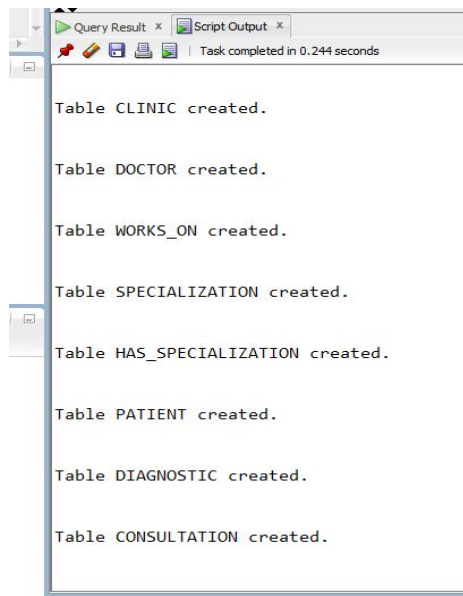 Query Result × Script Output ×
Task completed in 0.244 seconds
Table CLINIC created.
Table DOCTOR created.
Table WORKS_ON created.
Table SPECIALIZATION created.
Table HAS_SPECIALIZATION created.
Table PATIENT created.
Table DIAGNOSTIC created.
Table CONSULTATION created.